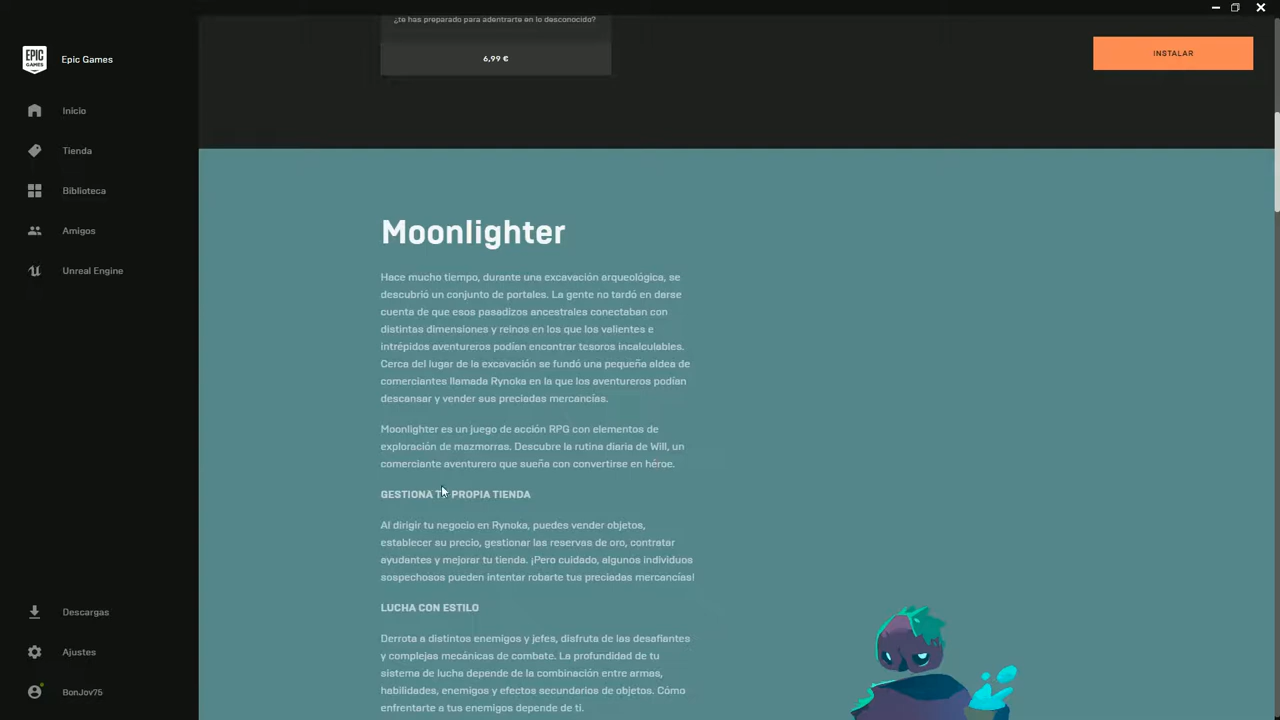 ¿te has preparado para adentrarte en lo desconocido?
6,99 €
INSTALAR
EPIC
GAMES
Epic Games
Inicio
Tienda
Biblioteca
Amigos
Unreal Engine
Moonlighter
Hace mucho tiempo, durante una excavación arqueológica, se
descubrió un conjunto de portales. La gente no tardó en darse
cuenta de que esos pasadizos ancestrales conectaban con
distintas dimensiones y reinos en los que los valientes e
intrépidos aventureros podían encontrar tesoros incalculables.
Cerca del lugar de la excavación se fundó una pequeña aldea de
comerciantes llamada Rynoka en la que los aventureros podían
descansar y vender sus preciadas mercancías.
Moonlighter es un juego de acción RPG con elementos de
exploración de mazmorras. Descubre la rutina diaria de Will, un
comerciante aventurero que sueña con convertirse en héroe.
GESTIONA TU PROPIA TIENDA
Al dirigir tu negocio en Rynoka, puedes vender objetos,
establecer su precio, gestionar las reservas de oro, contratar
ayudantes y mejorar tu tienda. ¡Pero cuidado, algunos individuos
sospechosos pueden intentar robarte tus preciadas mercancías!
LUCHA CON ESTILO
Derrota a distintos enemigos y jefes, disfruta de las desafiantes
y complejas mecánicas de combate. La profundidad de tu
sistema de lucha depende de la combinación entre armas,
habilidades, enemigos y efectos secundarios de objetos. Cómo
enfrentarte a tus enemigos depende de ti.
Descargas
Ajustes
BonJov75